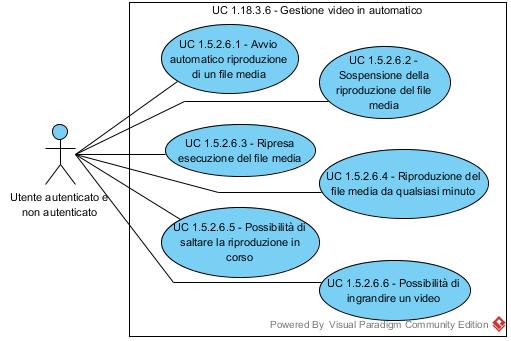 UC 1.18.3.6 - Gestione video in automatico
UC 1.5.2.6.1 - Avvio
automatico riproduzione
di un file media
UC 1.5.2.6.2 -
Sospensione della
riproduzione del file
media
UC 1.5.2.6.3 - Ripresa
esecuzione del file media
UC 1.5.2.6.4 - Riproduzione del
file media da qualsiasi minuto
Utente autenticato e
non autenticato
UC 1.5.2.6.5 - Possibilità di
saltare la riproduzione in
corso
UC 1.5.2.6.6 - Possibilità di
ingrandire un video
Powered By Visual Paradigm Community Edition